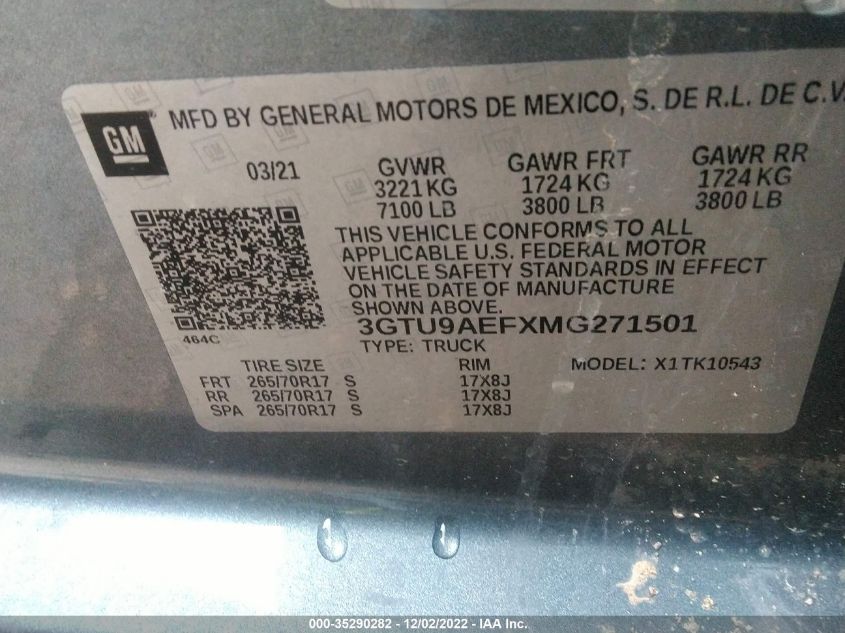 GM
MFD BY GENERAL MOTORS DE MEXICO, S. DE R.L. DE C.V.
03/21 GVWR GAWR FRT GAWR RR
3221 KG 1724 KG 1724 KG
7100 LB 3800 LB 3800 LB
THIS VEHICLE CONFORMS TO ALL
APPLICABLE U.S. FEDERAL MOTOR
VEHICLE SAFETY STANDARDS IN EFFECT
ON THE DATE OF MANUFACTURE
SHOWN ABOVE.
464C
3GTU9AEFXMG271501
TYPE: TRUCK
TIRE SIZE RIM MODEL: X1TK10543
FRT 265/70R17 S 17X8J
RR 265/70R17 S 17X8J
SPA 265/70R17 S 17X8J
000-35290282 - 12/02/2022 - IAA Inc.